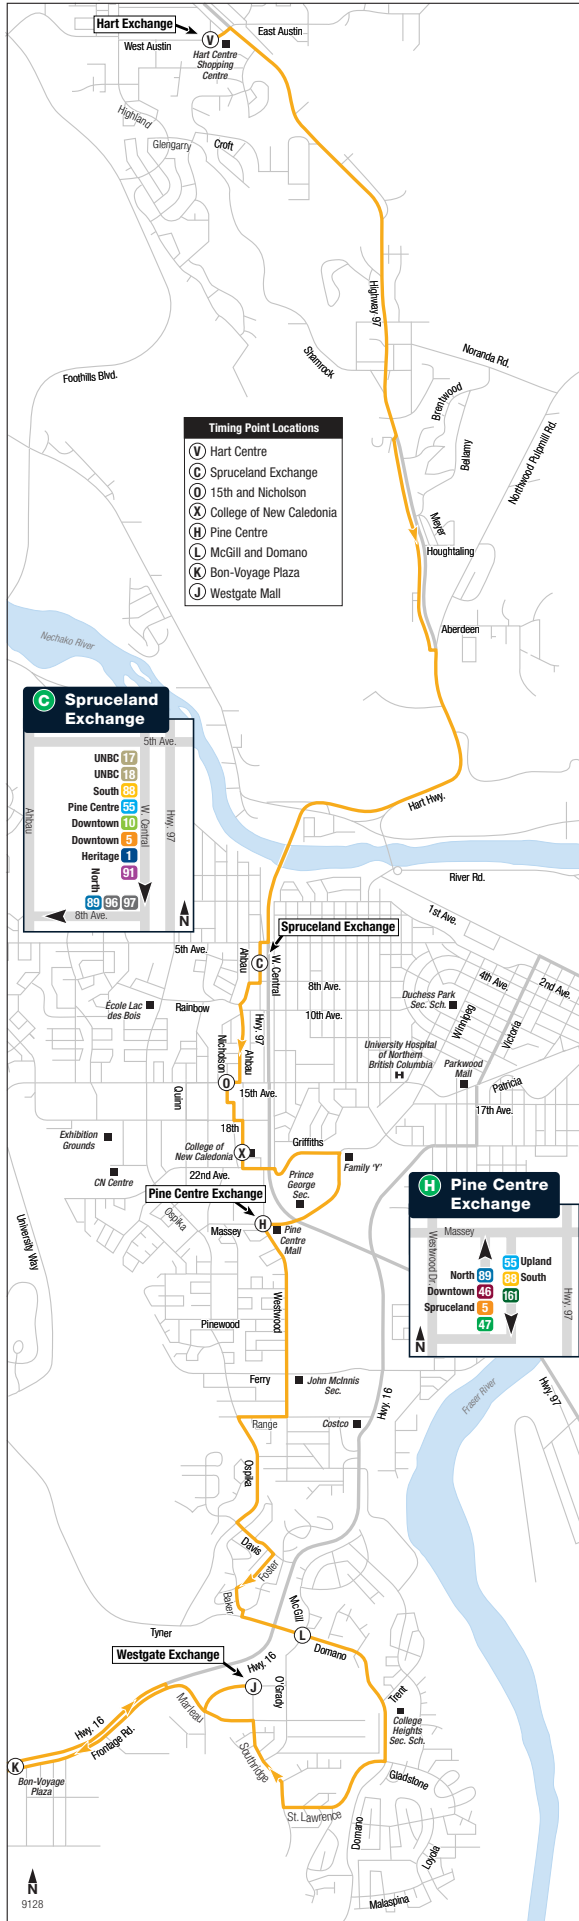 Hart Exchange
East Austin
West Austin
V
Hart Centre
Shopping
Centre
Highland
Glengarry
Croft
Highway 97
Shamrock
Noranda Rd.
Foothills Blvd.
Brentwood
Northwood Pulpmill Rd.
Bellamy
Timing Point Locations
V Hart Centre
C Spruceland Exchange
O 15th and Nicholson
X College of New Caledonia
H Pine Centre
L McGill and Domano
K Bon-Voyage Plaza
J Westgate Mall
Meyer
Houghtaling
Aberdeen
Nechako River
C Spruceland
Exchange
5th Ave.
UNBC 17
UNBC 18
South 88
Pine Centre 55
Downtown 10
Downtown 5
Heritage 1
91
North
89 96 97
8th Ave.
Ahbau
W. Central
Hwy. 97
N
Hart Hwy.
River Rd.
1st Ave.
Spruceland Exchange
5th Ave.
Ahbau
C
W. Central
8th Ave.
4th Ave.
2nd Ave.
Duchess Park
Sec. Sch.
Winnipeg
Victoria
École Lac
des Bois
Rainbow
10th Ave.
Hwy. 97
Nicholson
Ahbau
University Hospital
of Northern
British Columbia
H
Parkwood
Mall
Patricia
O
15th Ave.
Quinn
17th Ave.
18th
Exhibition
Grounds
College of
New Caledonia
X
Griffiths
Family ‘Y’
CN Centre
22nd Ave.
Prince
George
Sec.
Pine Centre Exchange
Ospika
Massey
H
Pine
Centre
Mall
University Way
H Pine Centre
Exchange
Massey
Westwood Dr.
Hwy. 97
55 Upland
North 89
88 South
Downtown 46
161
Spruceland 5
47
N
Westwood
Pinewood
Ferry
John McInnis
Sec.
Hwy. 16
Fraser River
Hwy. 97
Range
Costco
Ospika
Davis
Foster
Baker
McGill
Tyner
L
Domano
Westgate Exchange
Hwy. 16
O'Grady
J
Marleau
Trent
Hwy. 16
Frontage Rd.
College
Heights
Sec. Sch.
K
Bon-Voyage
Plaza
Southridge
Gladstone
St. Lawrence
Domano
Loyola
Malaspina
N
9128